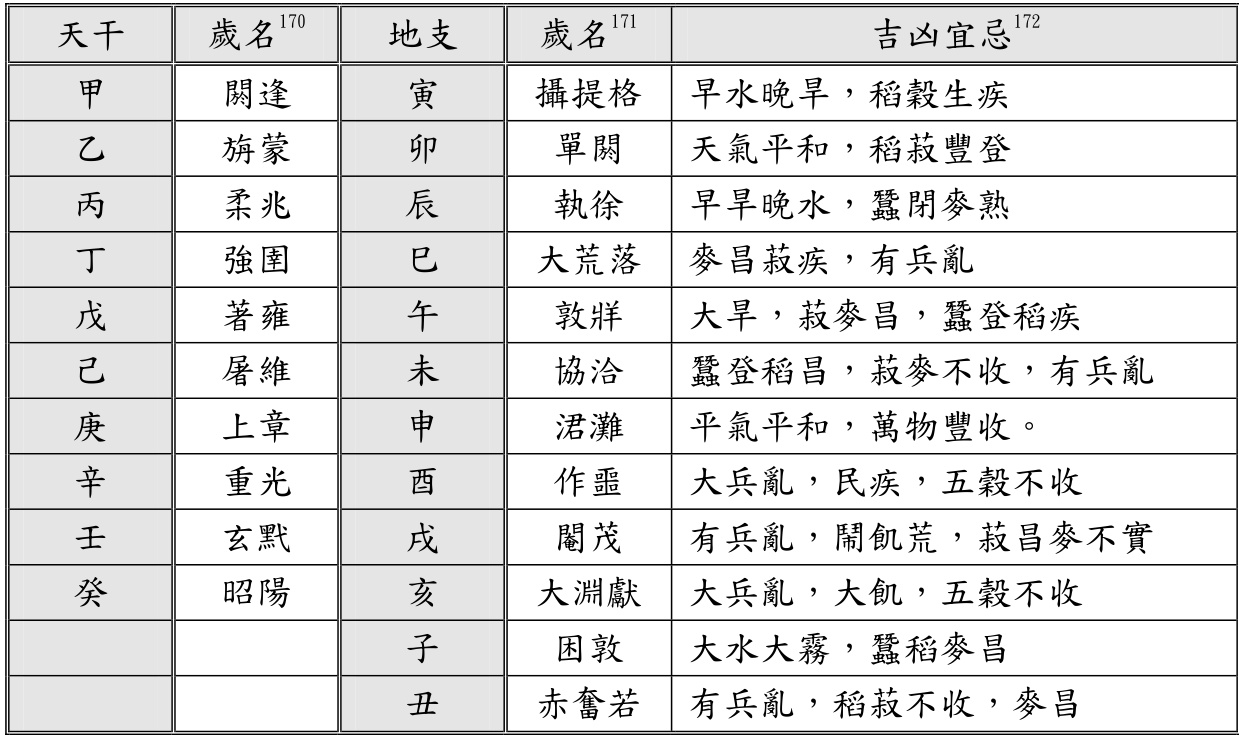 天干 歲名170 地支 歲名171 吉凶宜忌172
甲 閼逢 寅 攝提格 早水晚旱，稻穀生疾
乙 旃蒙 卯 單閼 天氣平和，稻菽豐登
丙 柔兆 辰 執徐 早旱晚水，蠶閉麥熟
丁 強圉 巳 大荒落 麥昌菽疾，有兵亂
戊 著雍 午 敦牂 大旱，菽麥昌，蠶登稻疾
己 屠維 未 協洽 蠶登稻昌，菽麥不收，有兵亂
庚 上章 申 涒灘 平氣平和，萬物豐收。
辛 重光 酉 作噩 大兵亂，民疾，五穀不收
壬 玄黓 戌 閹茂 有兵亂，鬧飢荒，菽昌麥不實
癸 昭陽 亥 大淵獻 大兵亂，大飢，五穀不收
子 困敦 大水大霧，蠶稻麥昌
丑 赤奮若 有兵亂，稻菽不收，麥昌